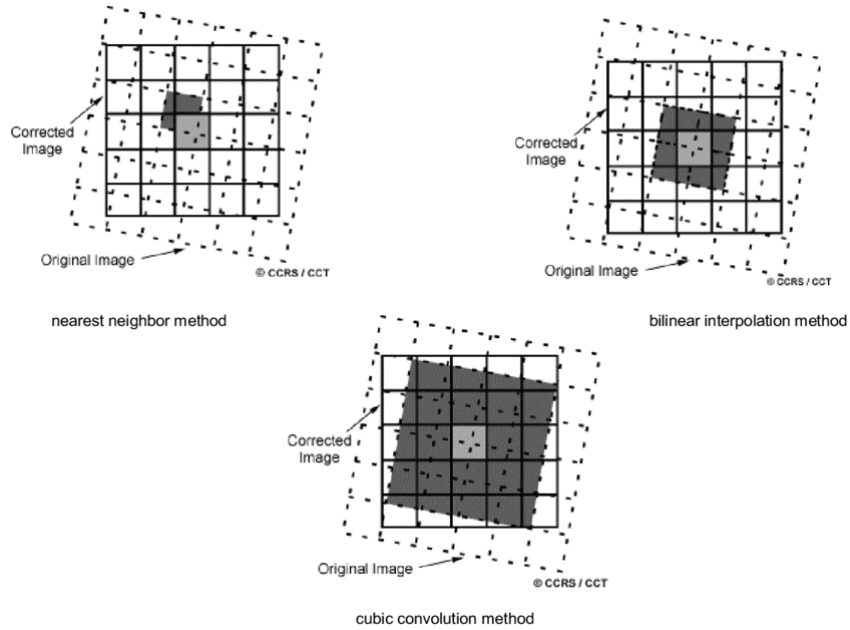 Corrected
Image
Original Image
© CCRS / CCT
nearest neighbor method
Corrected
Image
Original Image
© CCRS / CCT
bilinear interpolation method
Corrected
Image
Original Image
© CCRS / CCT
cubic convolution method